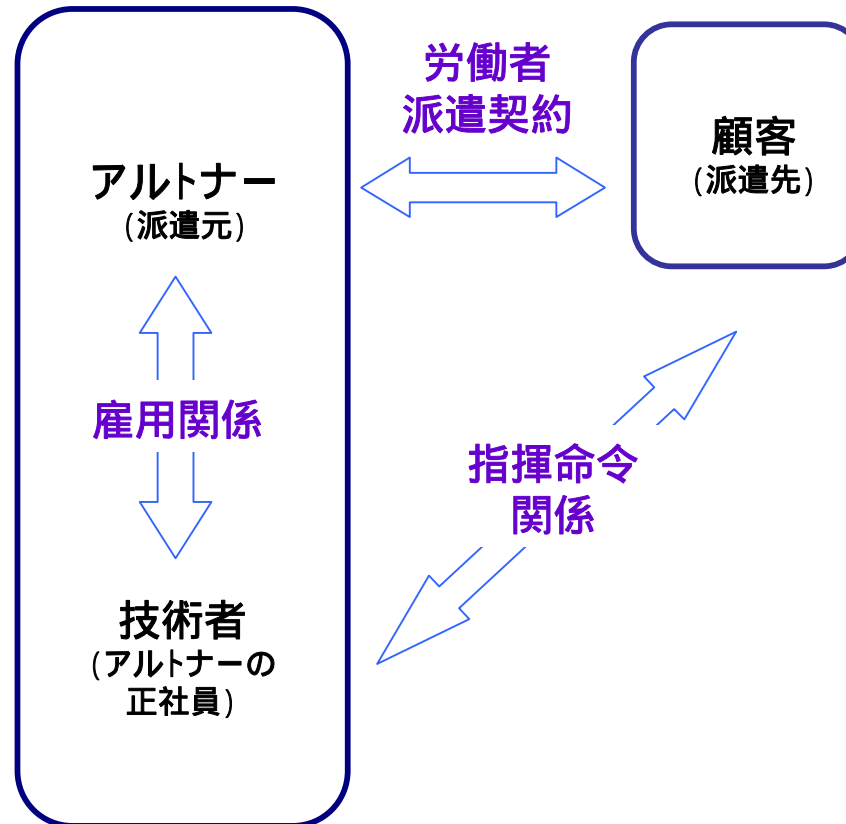 労働者
派遣契約
顧客
(派遣先)
アルトナー
(派遣元)
雇用関係
指揮命令
関係
技術者
(アルトナーの
正社員)